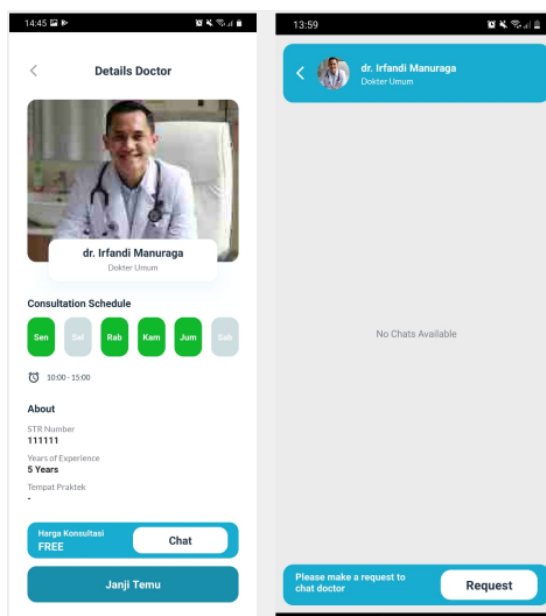 14:45
Details Doctor
dr. Irfandi Manuraga
Dokter Umum
Consultation Schedule
Sen Sel Rab Kam Jum Sab
10:00 - 15:00
About
STR Number
111111
Years of Experience
5 Years
Tempat Praktek
-
Harga Konsultasi
FREE
Chat
Janji Temu
13:59
dr. Irfandi Manuraga
Dokter Umum
No Chats Available
Please make a request to
chat doctor
Request